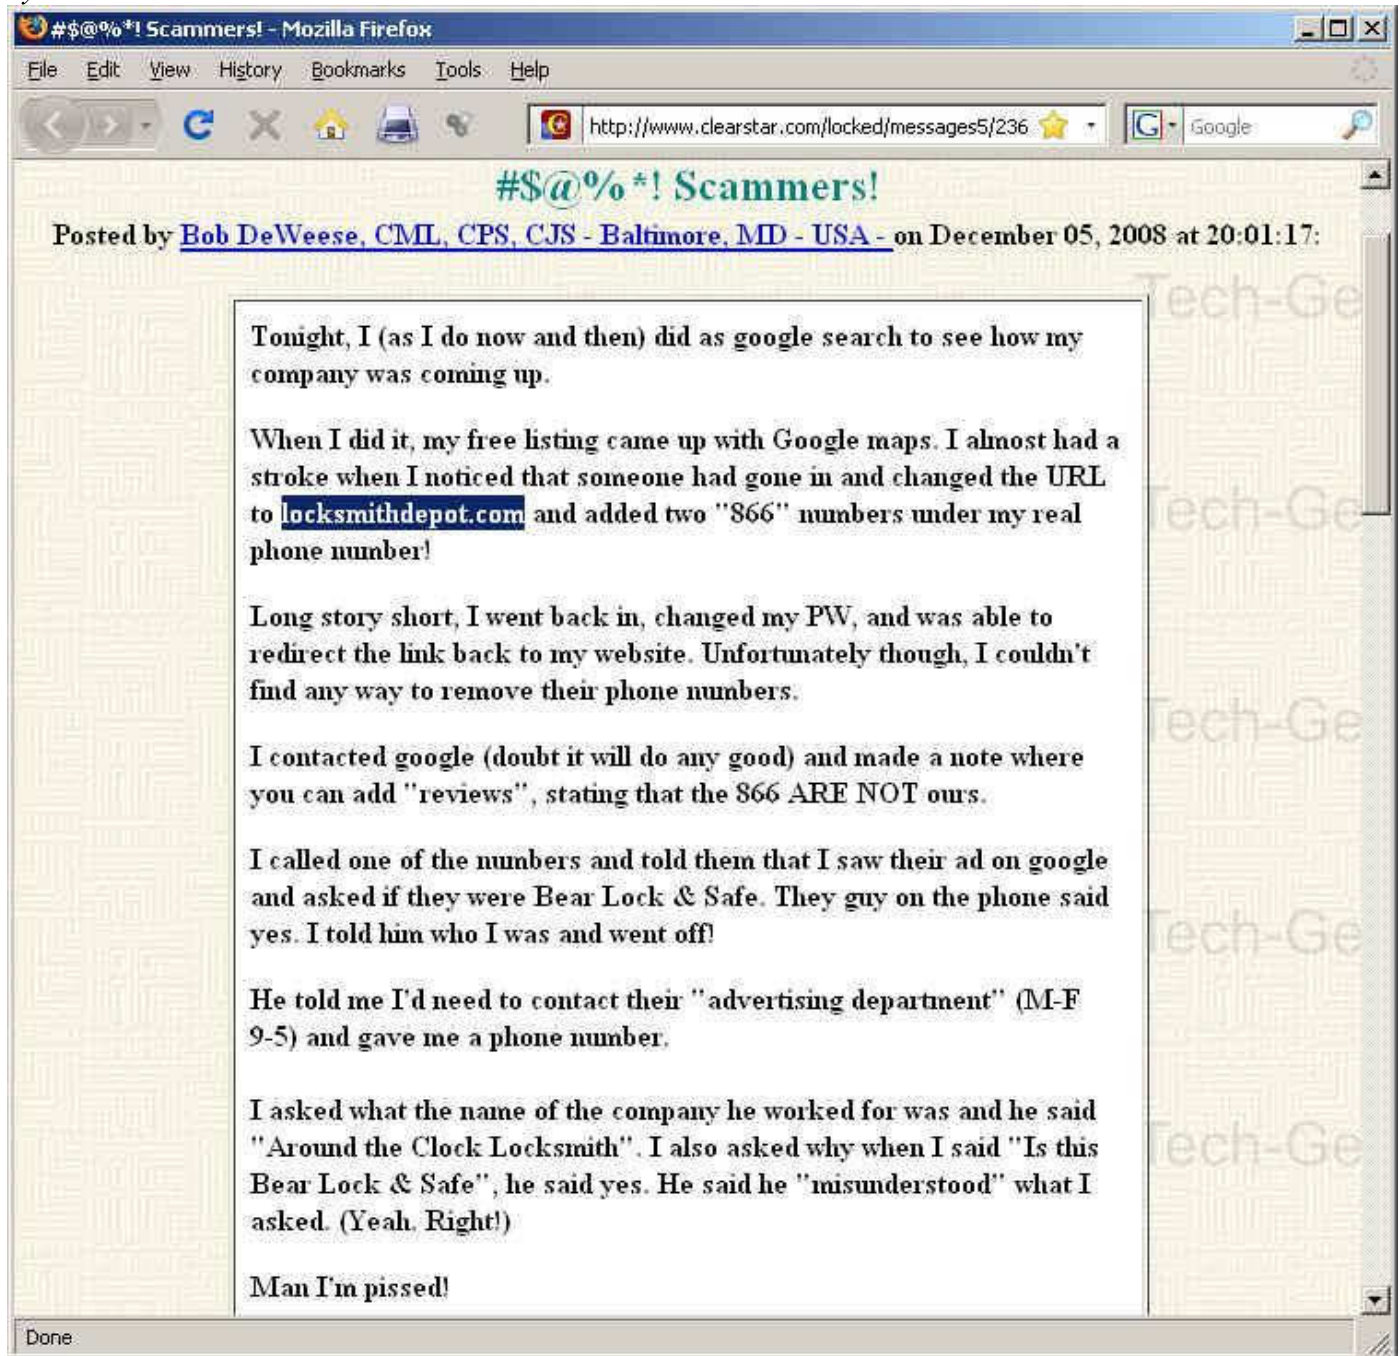 #$@%*! Scammers! - Mozilla Firefox
File Edit View History Bookmarks Tools Help
http://www.clearstar.com/locked/messages5/236
G Google
#$@%*! Scammers!
Posted by Bob DeWeese, CML, CPS, CJS - Baltimore, MD - USA - on December 05, 2008 at 20:01:17:
Tech-Ge
Tonight, I (as I do now and then) did as google search to see how my
company was coming up.
When I did it, my free listing came up with Google maps. I almost had a
stroke when I noticed that someone had gone in and changed the URL
Tech-Ge
to locksmithdepot.com and added two "866" numbers under my real
phone number!
Long story short, I went back in, changed my PW, and was able to
redirect the link back to my website. Unfortunately though, I couldn't
find any way to remove their phone numbers.
Tech-Ge
I contacted google (doubt it will do any good) and made a note where
you can add "reviews", stating that the 866 ARE NOT ours.
I called one of the numbers and told them that I saw their ad on google
and asked if they were Bear Lock & Safe. They guy on the phone said
yes. I told him who I was and went off!
Tech-Ge
He told me I'd need to contact their "advertising department" (M-F
9-5) and gave me a phone number.
I asked what the name of the company he worked for was and he said
"Around the Clock Locksmith". I also asked why when I said "Is this
Tech-Ge
Bear Lock & Safe", he said yes. He said he "misunderstood" what I
asked. (Yeah. Right!)
Man I'm pissed!
Done